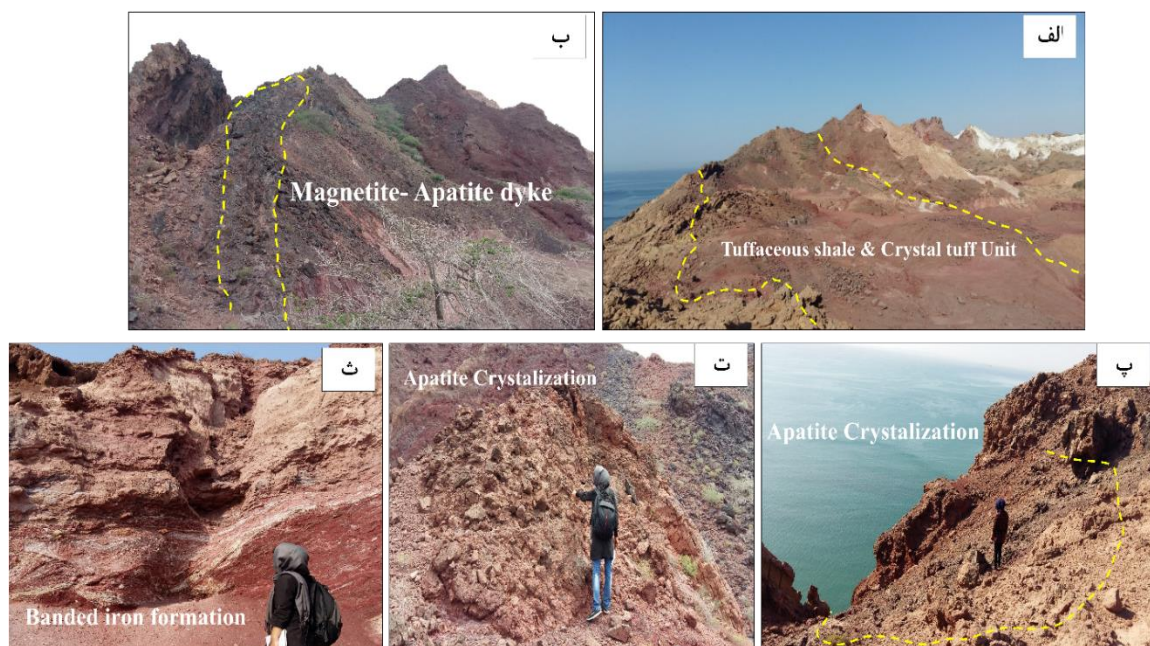 الف
Tuffaceous shale & Crystal tuff Unit
ب
Magnetite- Apatite dyke
پ
Apatite Crystalization
ت
Apatite Crystalization
ث
Banded iron formation